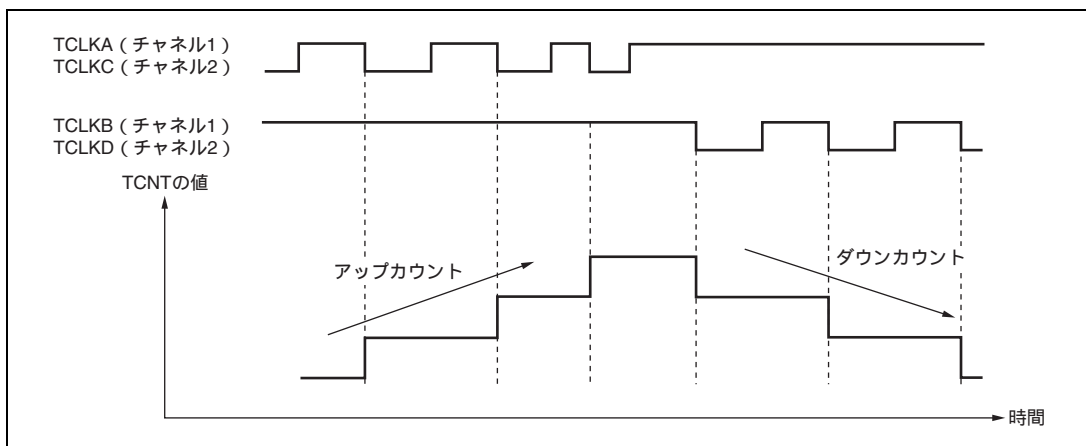 TCLKA（チャネル1）
TCLKC（チャネル2）
TCLKB（チャネル1）
TCLKD（チャネル2）
TCNTの値
アップカウント
ダウンカウント
時間